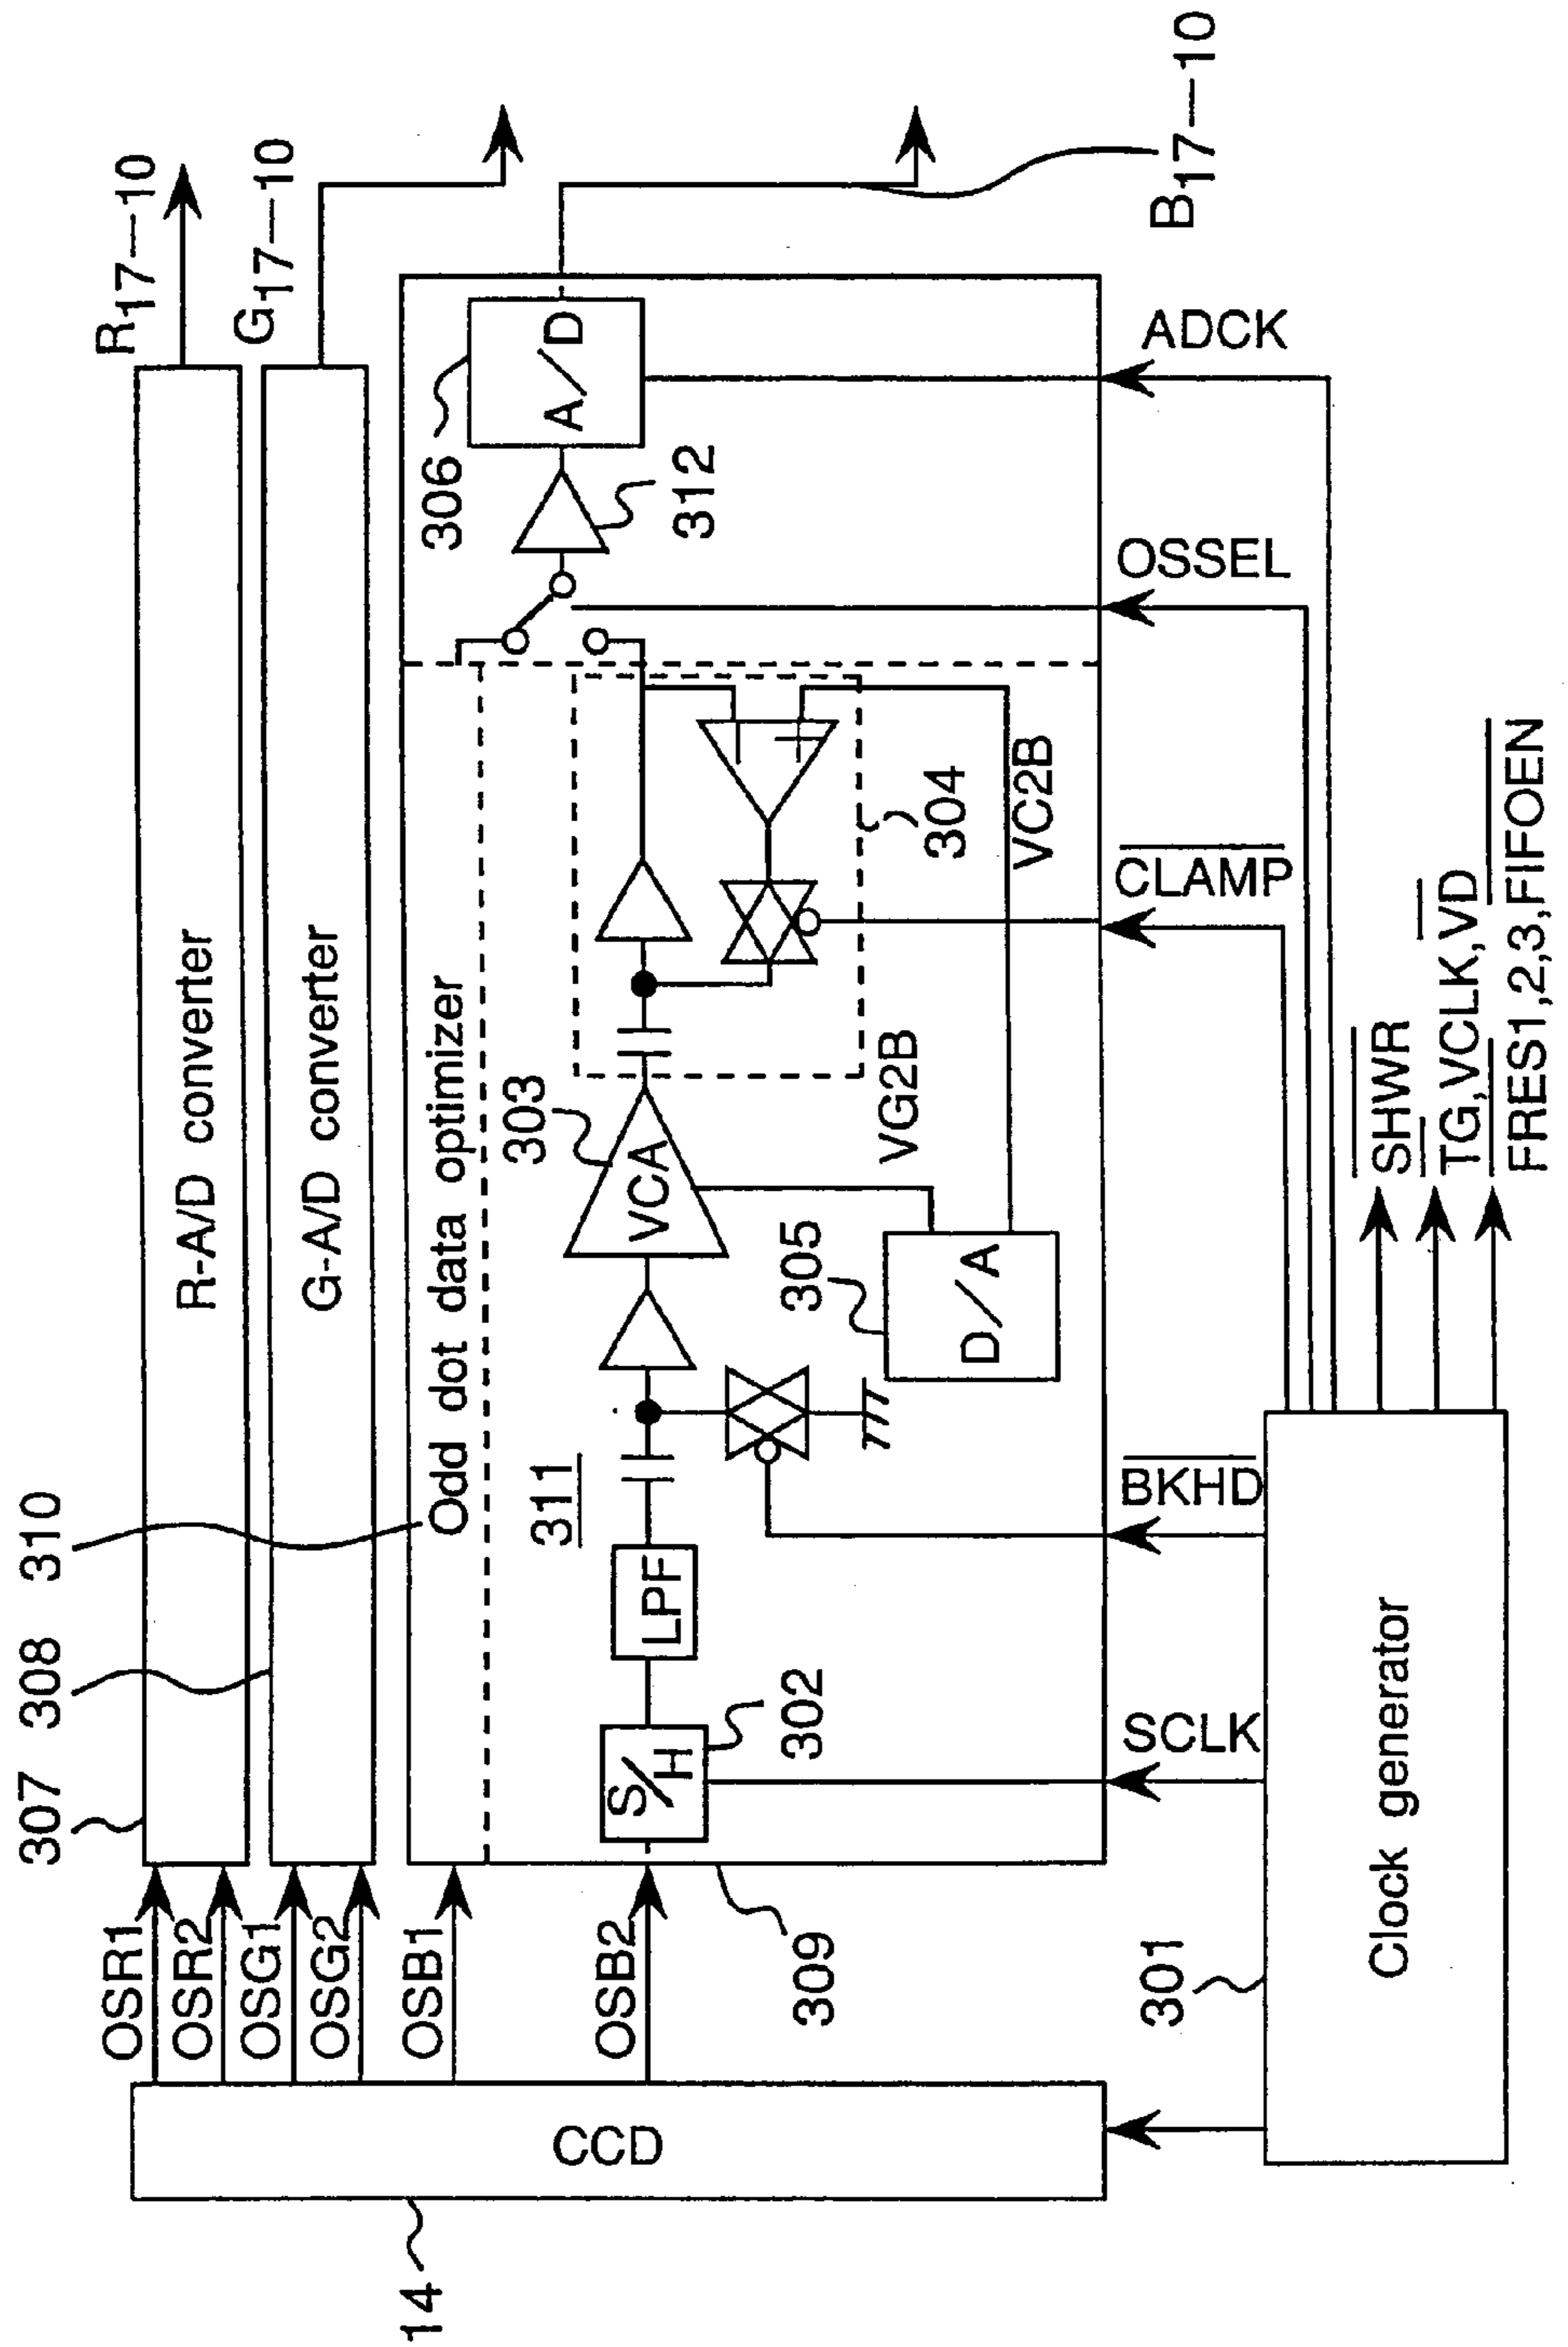 307 308 310
R17—10
G17—10
R-A/D converter
G-A/D converter
OSR1
OSR2
OSG1
OSG2
OSB1
OSB2
14
CCD
Odd dot data optimizer
311
S/H
302
LPF
VCA
303
D/A
305
VG2B
VC2B
304
306
A/D
312
B17—10
309
SCLK
BKHD
CLAMP
OSSEL
ADCK
301
Clock generator
SHWR
TG,VCLK,VD
FRES1,2,3,FIFOEN